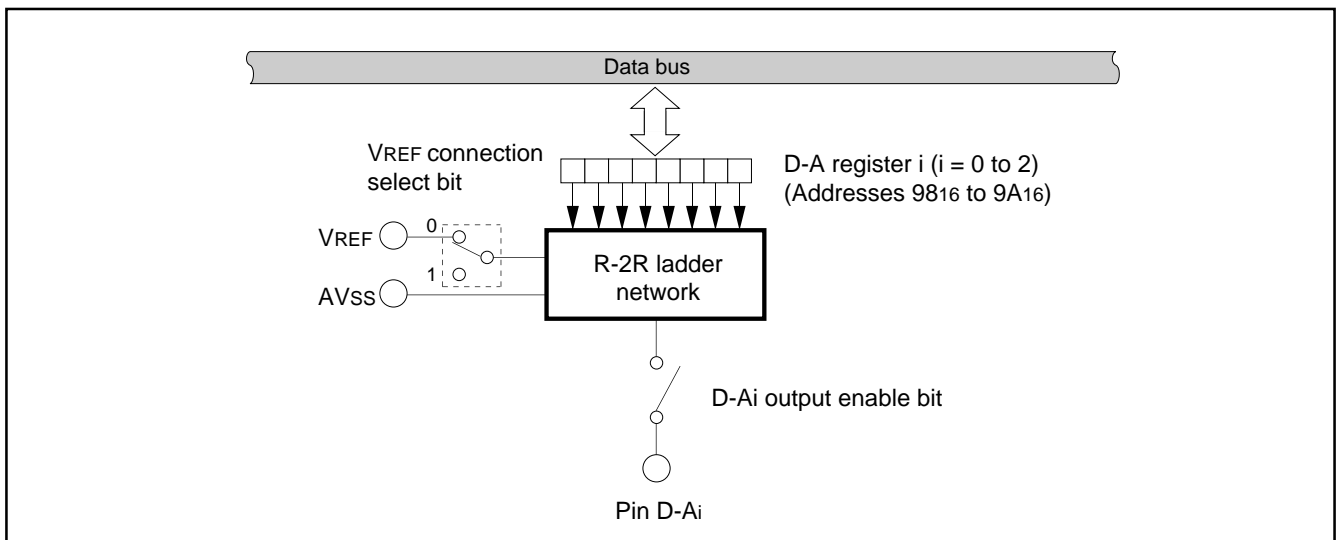 Data bus
VREF connection
select bit
D-A register i (i = 0 to 2)
(Addresses 9816 to 9A16)
VREF
0
1
AVSS
R-2R ladder
network
D-Ai output enable bit
Pin D-Ai